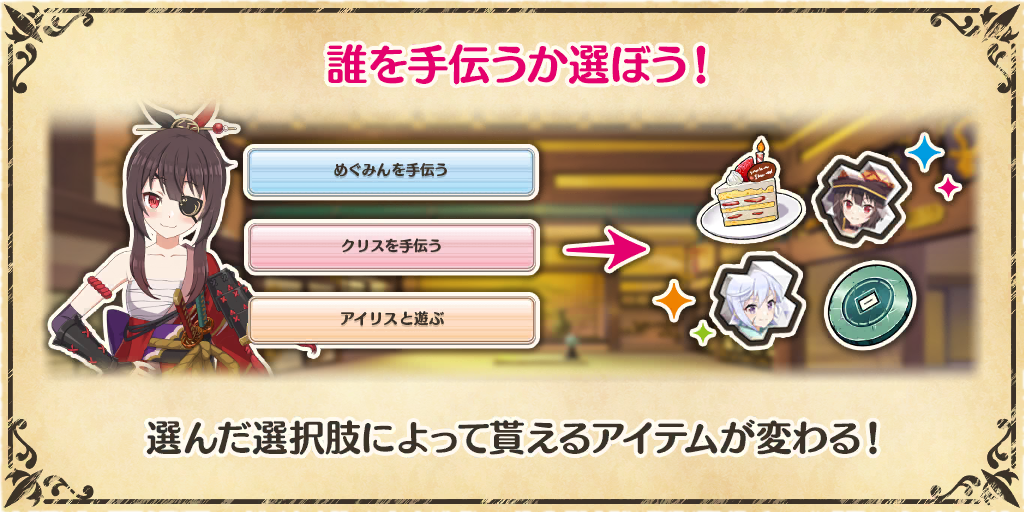 誰を手伝うか選ぼう!
めぐみんを手伝う
クリスを手伝う
アイリスと遊ぶ
選んだ選択肢によって貰えるアイテムが変わる!